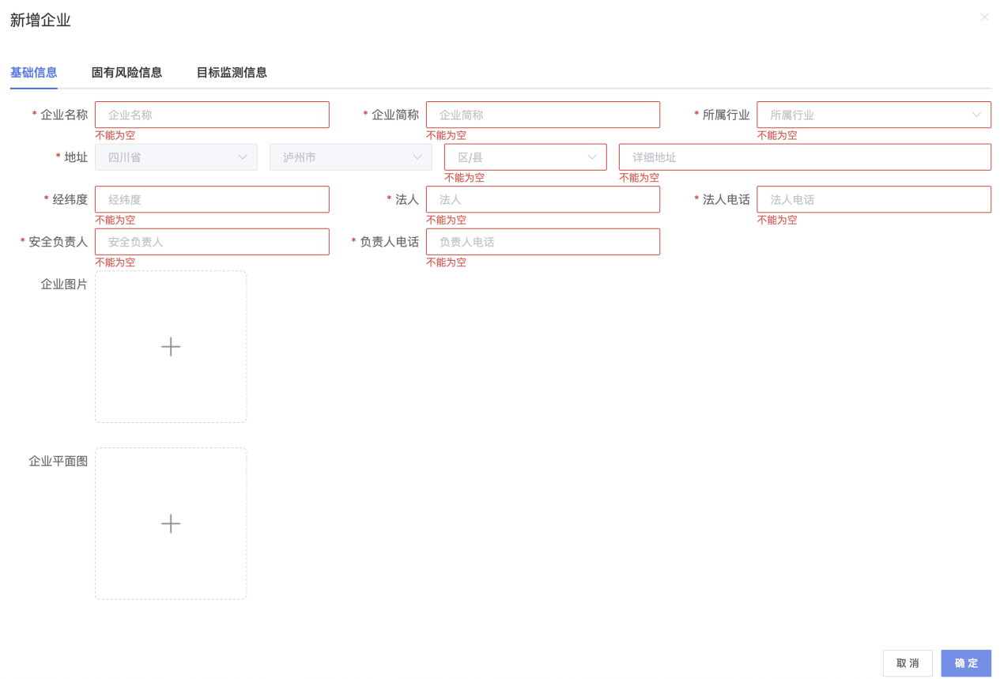 新增企业
基础信息 固有风险信息 目标监测信息
* 企业名称 企业名称 * 企业简称 企业简称 * 所属行业 所属行业
不能为空 不能为空 不能为空
* 地址 四川省 泸州市 区/县 详细地址
不能为空 不能为空
* 经纬度 经纬度 * 法人 法人 * 法人电话 法人电话
不能为空 不能为空 不能为空
* 安全负责人 安全负责人 * 负责人电话 负责人电话
不能为空 不能为空
企业图片
企业平面图
取消 确定